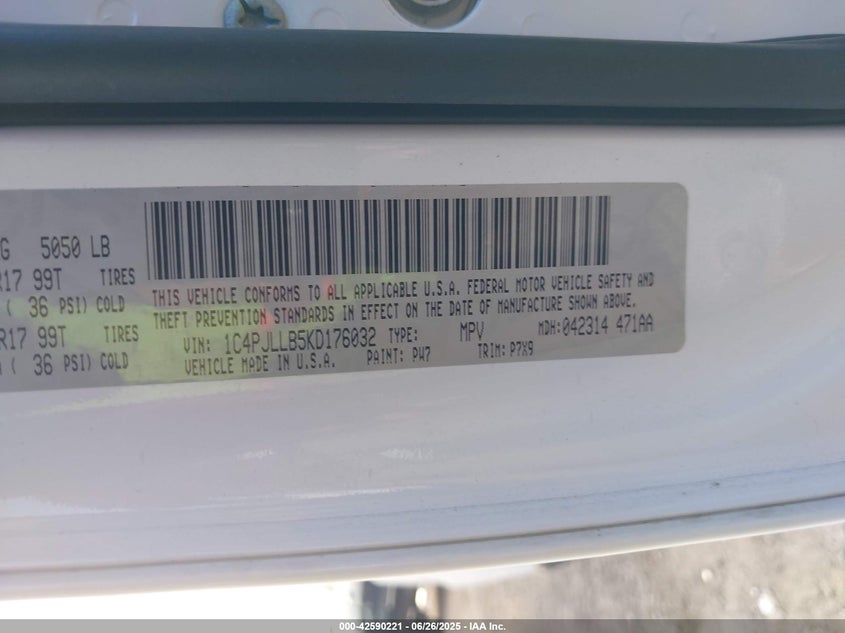 G 5050 LB
R17 99T TIRES
( 36 PSI) COLD
R17 99T TIRES
( 36 PSI) COLD
THIS VEHICLE CONFORMS TO ALL APPLICABLE U.S.A. FEDERAL MOTOR VEHICLE SAFETY AND
THEFT PREVENTION STANDARDS IN EFFECT ON THE DATE OF MANUFACTURE SHOWN ABOVE.
VIN: 1C4PJLLB5KD176032 TYPE: MPV MDH:042314 471AA
VEHICLE MADE IN U.S.A. PAINT: PW7 TRIM: P7X9
000-42590221 - 06/26/2025 - IAA Inc.